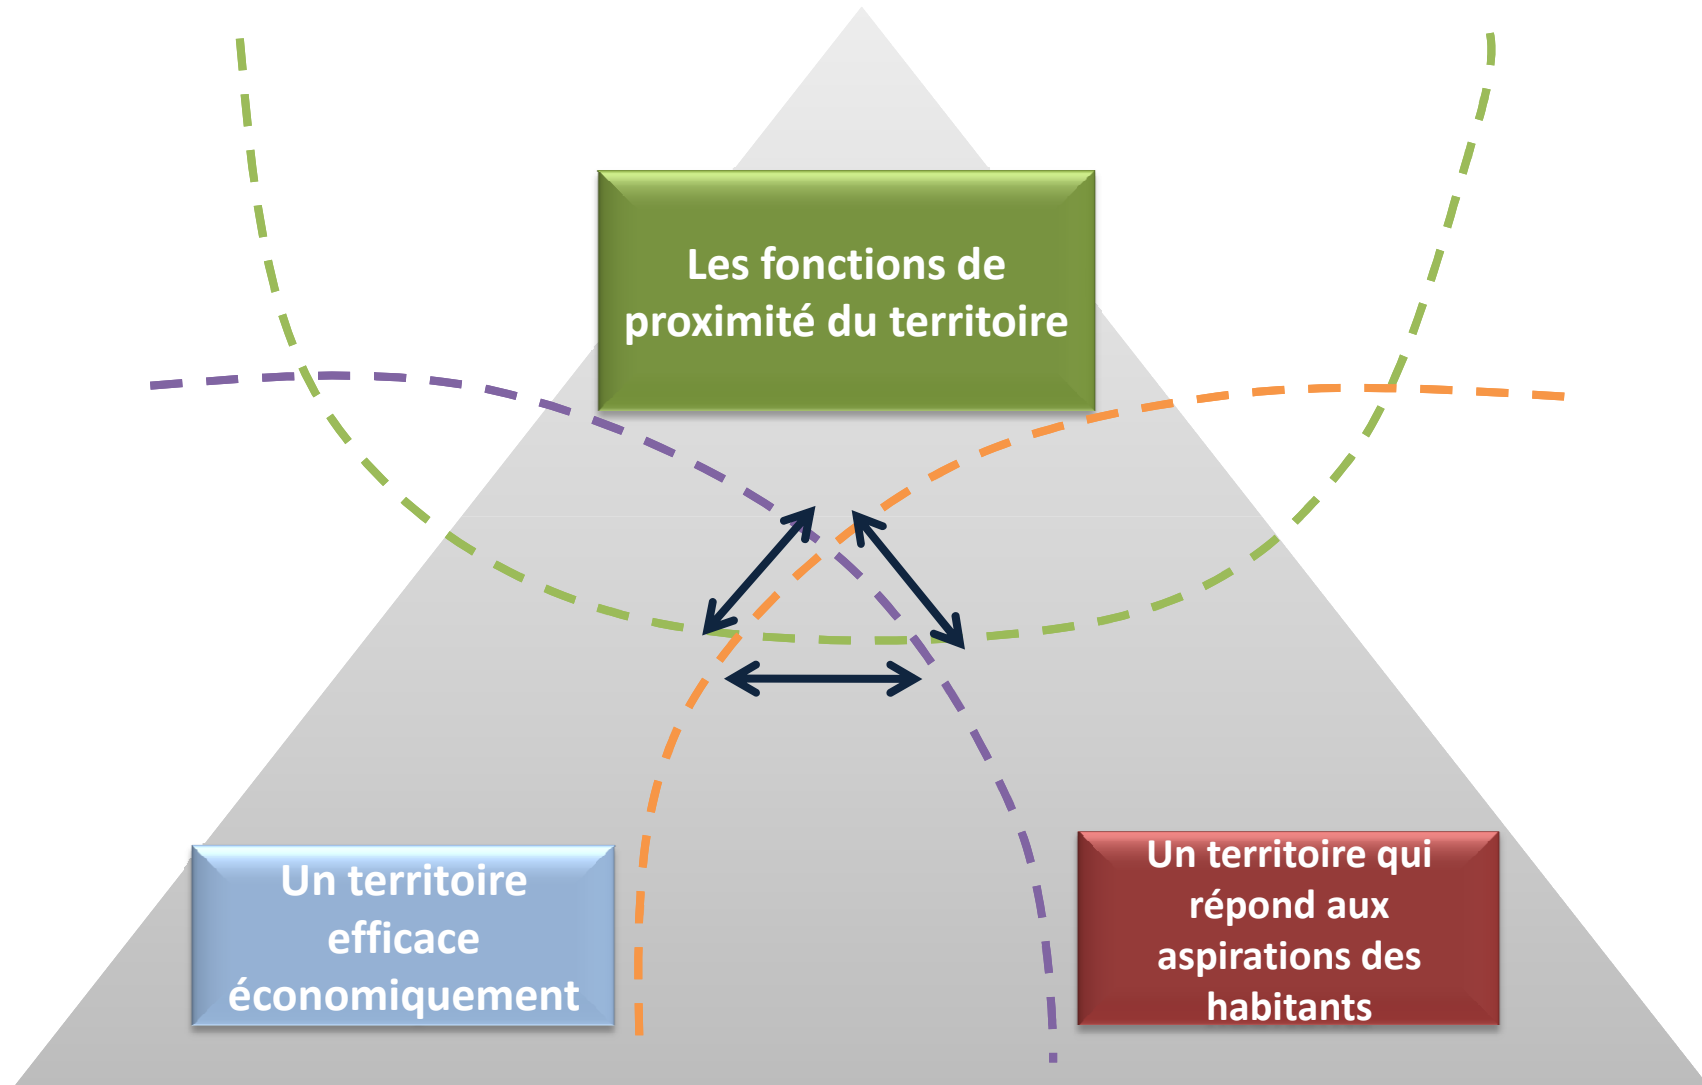 Les fonctions de
proximité du territoire
Un territoire
efficace
économiquement
Un territoire qui
répond aux
aspirations des
habitants